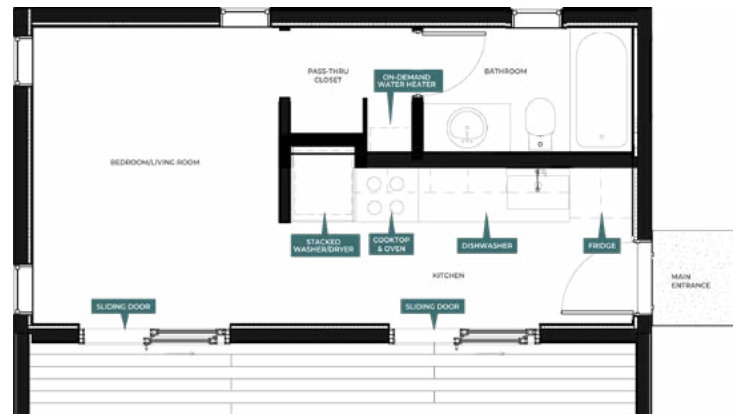 PASS-THRU
CLOSET
ON-DEMAND
WATER HEATER
BATHROOM
BEDROOM/LIVING ROOM
STACKED
WASHER/DRYER
COOKTOP
& OVEN
DISHWASHER
FRIDGE
KITCHEN
MAIN
ENTRANCE
SLIDING DOOR
SLIDING DOOR